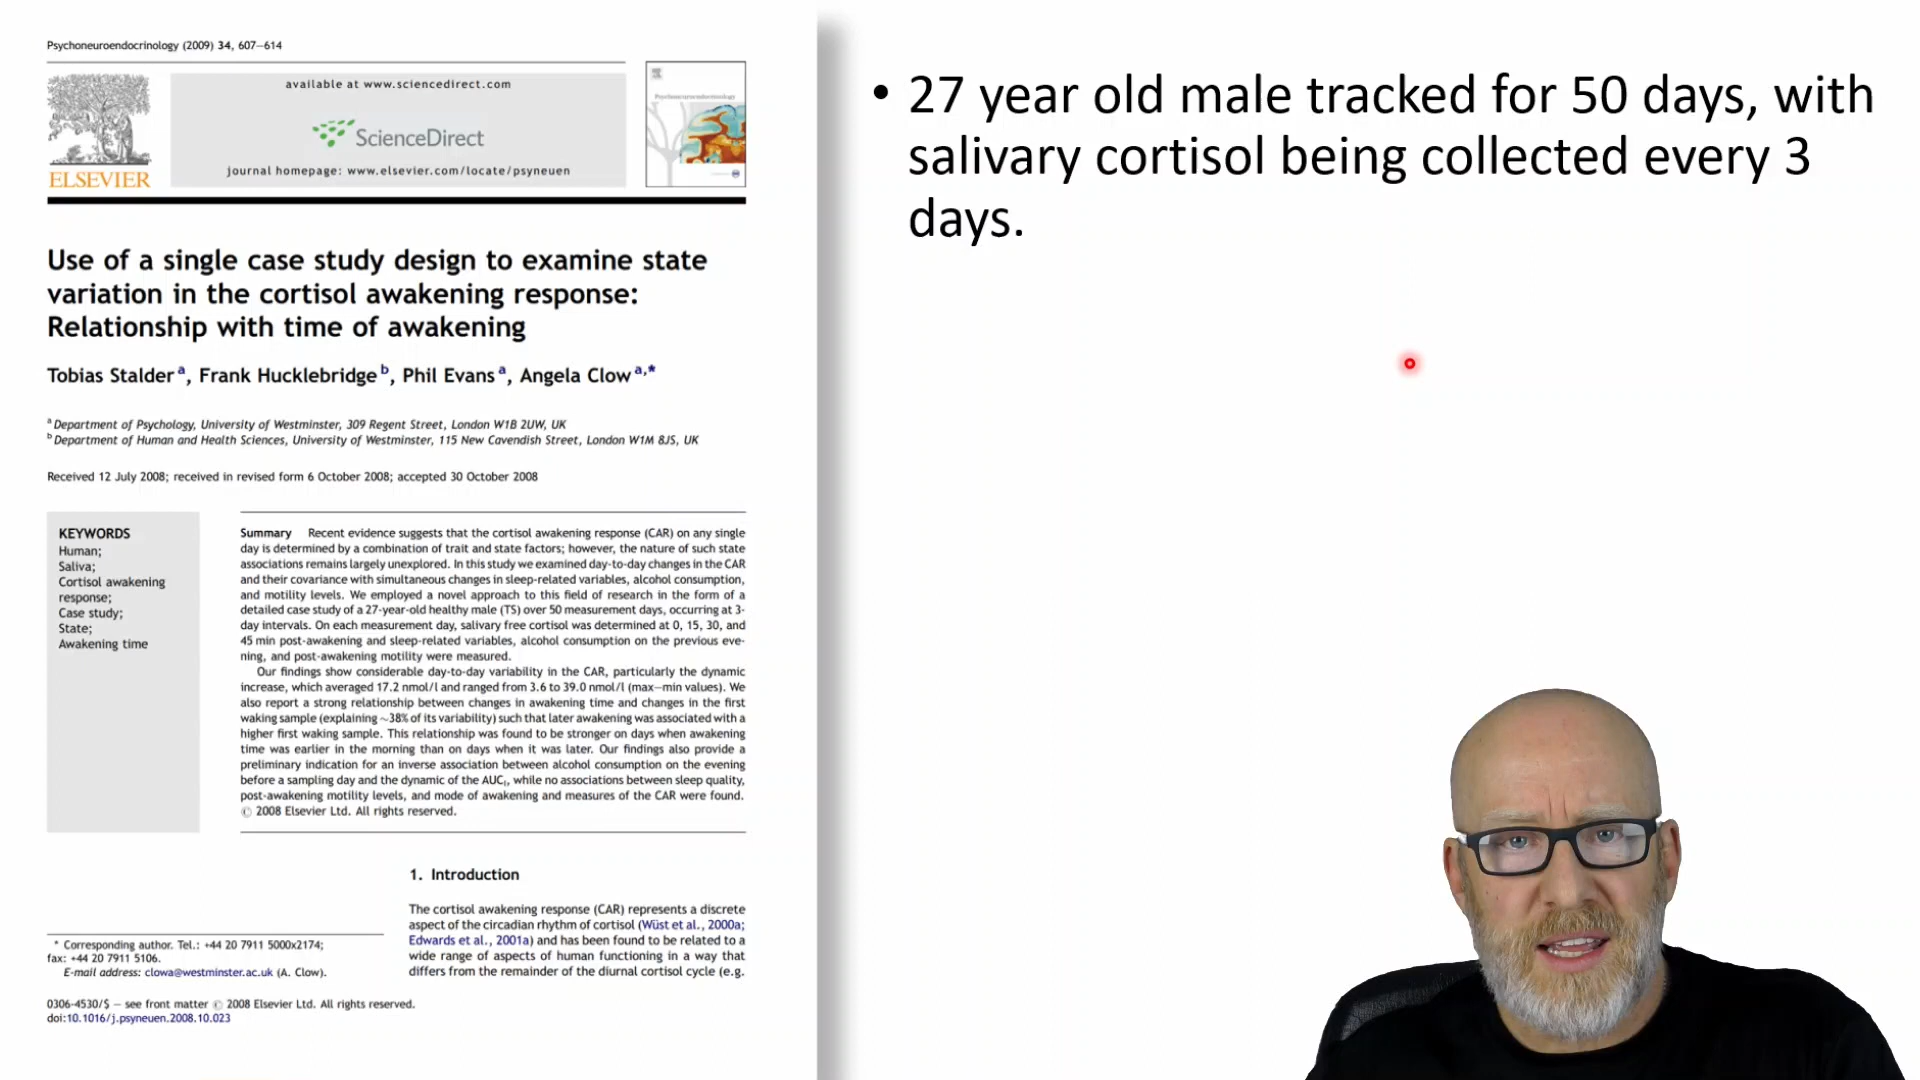 Psychoneuroendocrinology (2009) 34, 607–614
available at www.sciencedirect.com
ScienceDirect
journal homepage: www.elsevier.com/locate/psyneuen
ELSEVIER
Use of a single case study design to examine state
variation in the cortisol awakening response:
Relationship with time of awakening
Tobias Stalder a, Frank Hucklebridge b, Phil Evans a, Angela Clow a,*
a Department of Psychology, University of Westminster, 309 Regent Street, London W1B 2UW, UK
b Department of Human and Health Sciences, University of Westminster, 115 New Cavendish Street, London W1M 8JS, UK
Received 12 July 2008; received in revised form 6 October 2008; accepted 30 October 2008
KEYWORDS
Human;
Saliva;
Cortisol awakening
response;
Case study;
State;
Awakening time
Summary Recent evidence suggests that the cortisol awakening response (CAR) on any single
day is determined by a combination of trait and state factors; however, the nature of such state
associations remains largely unexplored. In this study we examined day-to-day changes in the CAR
and their covariance with simultaneous changes in sleep-related variables, alcohol consumption,
and motility levels. We employed a novel approach to this field of research in the form of a
detailed case study of a 27-year-old healthy male (TS) over 50 measurement days, occurring at 3-
day intervals. On each measurement day, salivary free cortisol was determined at 0, 15, 30, and
45 min post-awakening and sleep-related variables, alcohol consumption on the previous eve-
ning, and post-awakening motility were measured.
Our findings show considerable day-to-day variability in the CAR, particularly the dynamic
increase, which averaged 17.2 nmol/l and ranged from 3.6 to 39.0 nmol/l (max–min values). We
also report a strong relationship between changes in awakening time and changes in the first
waking sample (explaining ~38% of its variability) such that later awakening was associated with a
higher first waking sample. This relationship was found to be stronger on days when awakening
time was earlier in the morning than on days when it was later. Our findings also provide a
preliminary indication for an inverse association between alcohol consumption on the evening
before a sampling day and the dynamic of the AUCI, while no associations between sleep quality,
post-awakening motility levels, and mode of awakening and measures of the CAR were found.
© 2008 Elsevier Ltd. All rights reserved.
1. Introduction
The cortisol awakening response (CAR) represents a discrete
aspect of the circadian rhythm of cortisol (Wüst et al., 2000a;
Edwards et al., 2001a) and has been found to be related to a
wide range of aspects of human functioning in a way that
differs from the remainder of the diurnal cortisol cycle (e.g.
* Corresponding author. Tel.: +44 20 7911 5000x2174;
fax: +44 20 7911 5106.
E-mail address: clowa@westminster.ac.uk (A. Clow).
0306-4530/$ – see front matter © 2008 Elsevier Ltd. All rights reserved.
doi:10.1016/j.psyneuen.2008.10.023
• 27 year old male tracked for 50 days, with
salivary cortisol being collected every 3
days.